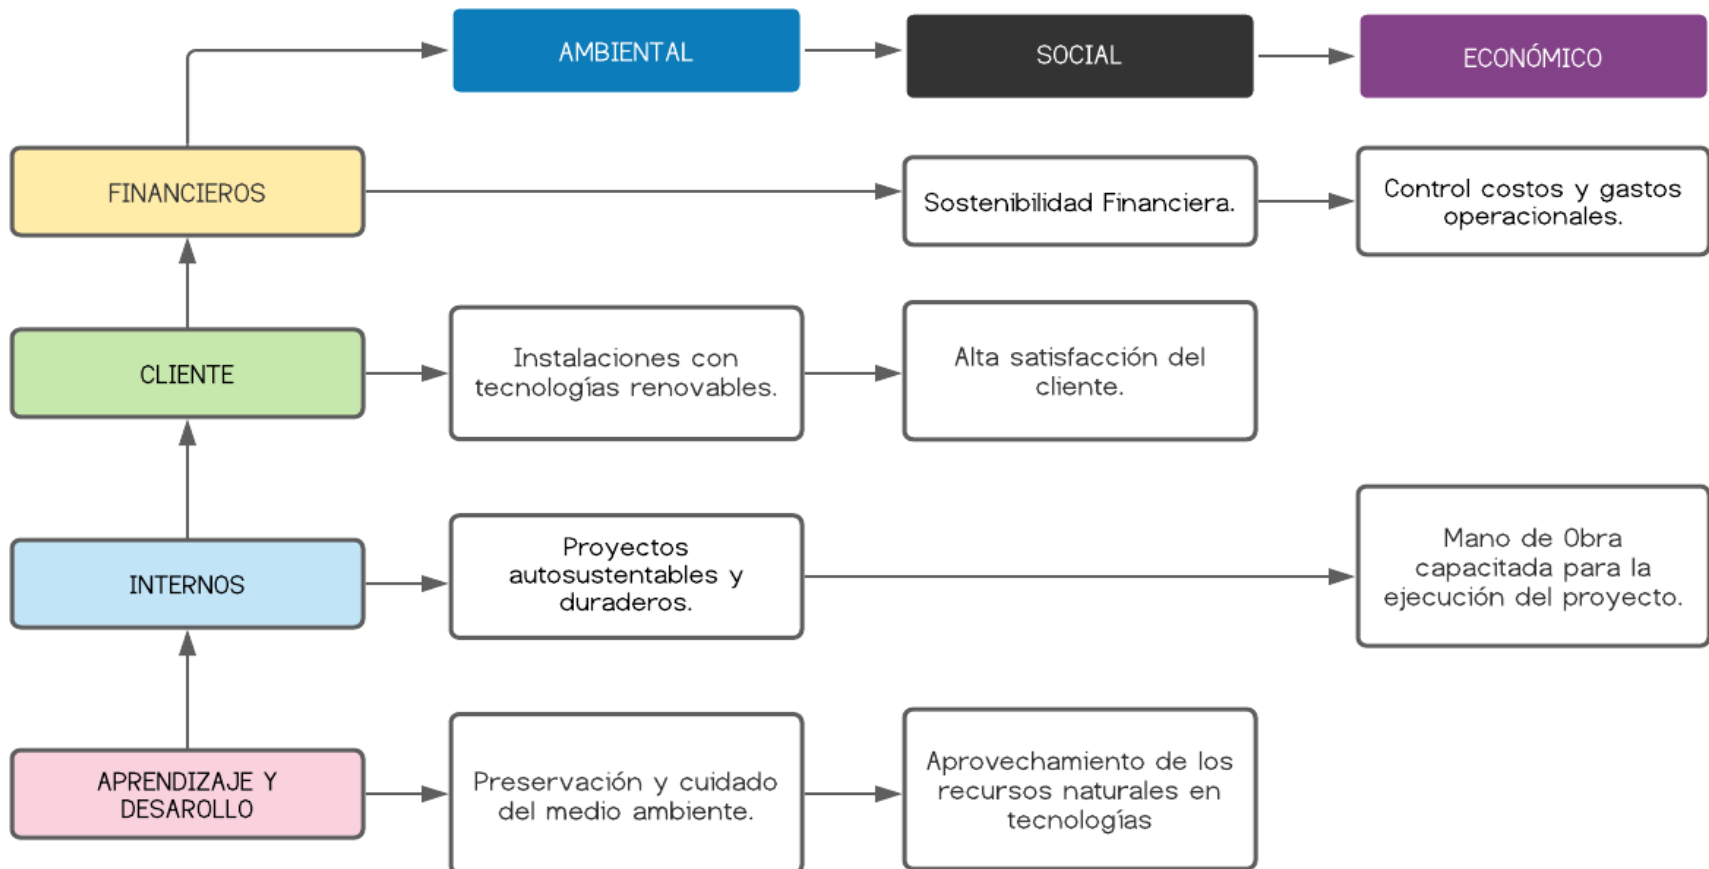 AMBIENTAL
SOCIAL
ECONÓMICO
FINANCIEROS
Sostenibilidad Financiera.
Control costos y gastos
operacionales.
CLIENTE
Instalaciones con
tecnologías renovables.
Alta satisfacción del
cliente.
INTERNOS
Proyectos
autosustentables y
duraderos.
Mano de Obra
capacitada para la
ejecución del proyecto.
APRENDIZAJE Y
DESAROLLO
Preservación y cuidado
del medio ambiente.
Aprovechamiento de los
recursos naturales en
tecnologías